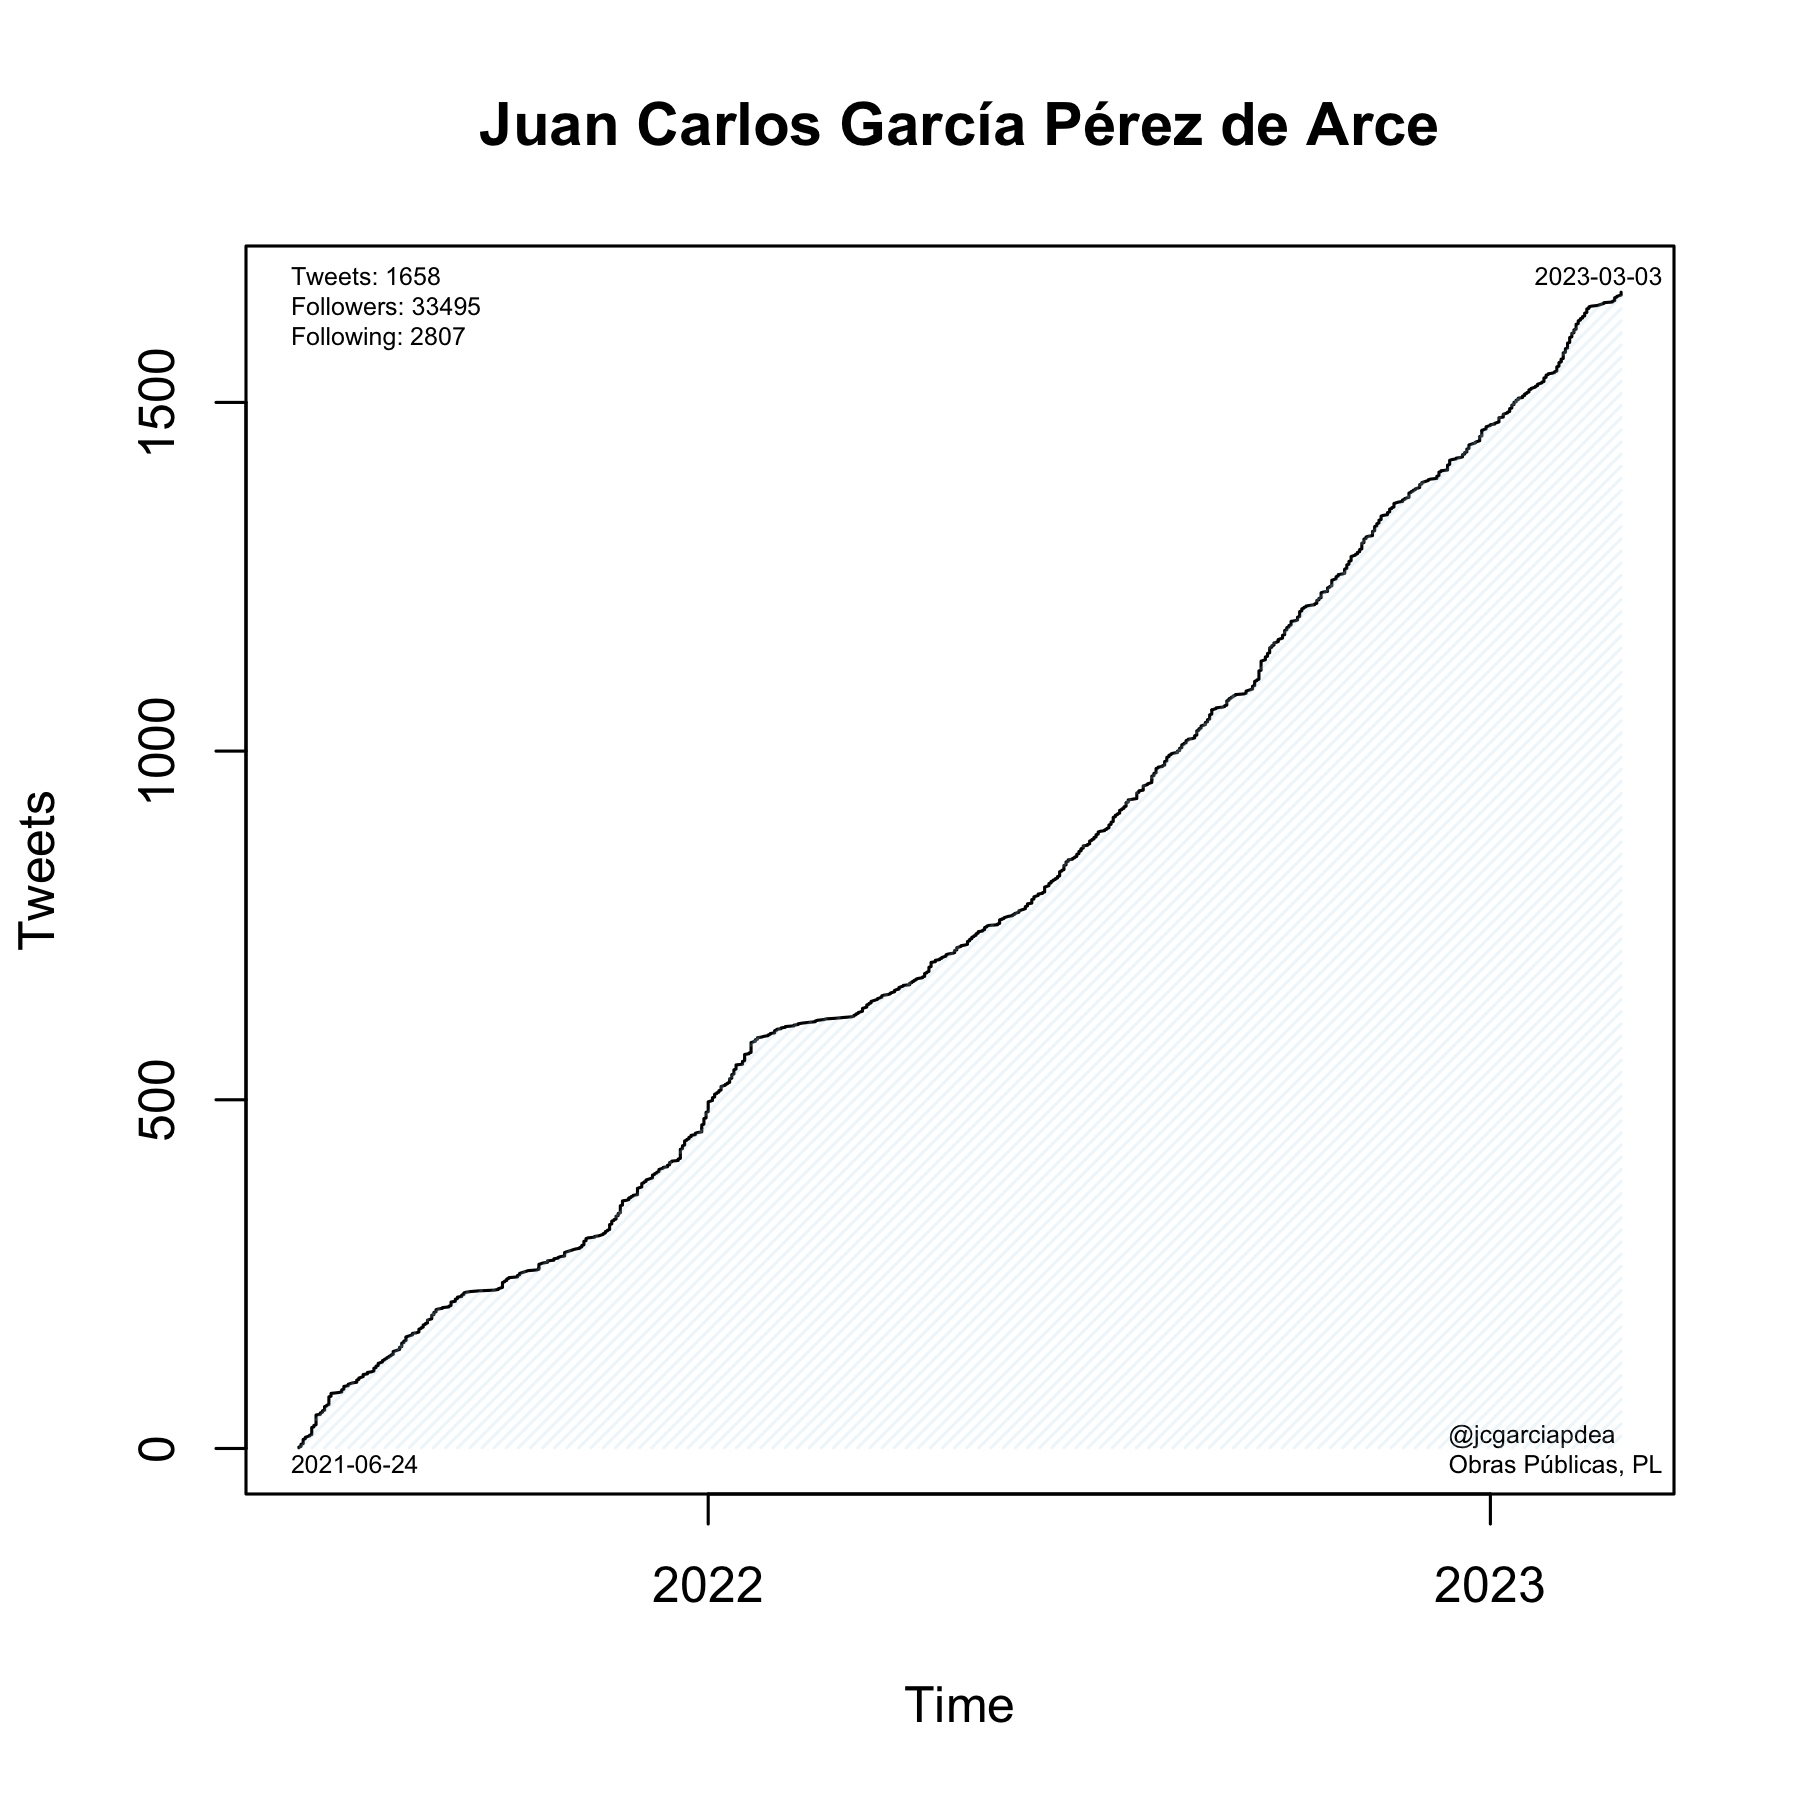 Juan Carlos García Pérez de Arce
Tweets: 1658
Followers: 33495
Following: 2807
2023-03-03
Tweets
1500
1000
500
0
2021-06-24
@jcgarciapdea
Obras Públicas, PL
2022
2023
Time